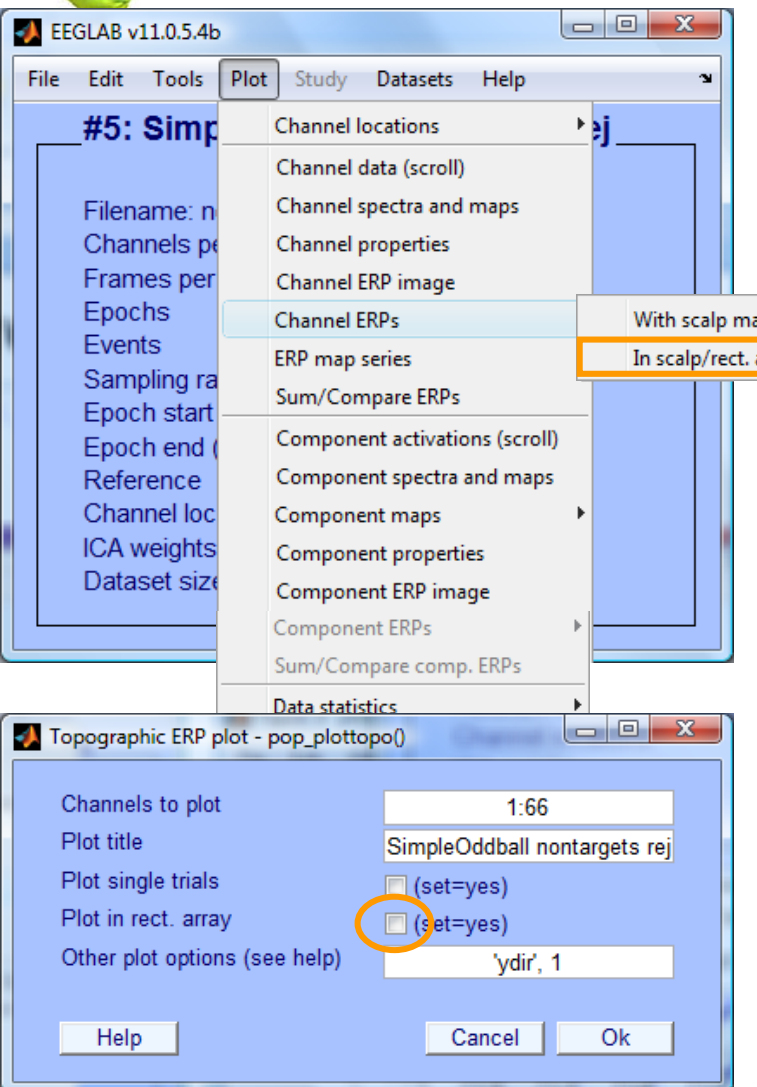 EEGLAB v11.0.5.4b
File Edit Tools Plot Study Datasets Help
#5: Simp
ej
Filename: n
Channels pe
Frames per
Epochs
Events
Sampling ra
Epoch start
Epoch end (
Reference
Channel loc
ICA weights
Dataset size
Channel locations
Channel data (scroll)
Channel spectra and maps
Channel properties
Channel ERP image
Channel ERPs
ERP map series
Sum/Compare ERPs
Component activations (scroll)
Component spectra and maps
Component maps
Component properties
Component ERP image
Component ERPs
Sum/Compare comp. ERPs
Data statistics
With scalp ma
In scalp/rect. a
Topographic ERP plot - pop_plottopo()
Channels to plot 1:66
Plot title SimpleOddball nontargets rej
Plot single trials (set=yes)
Plot in rect. array (set=yes)
Other plot options (see help) 'ydir', 1
Help Cancel Ok